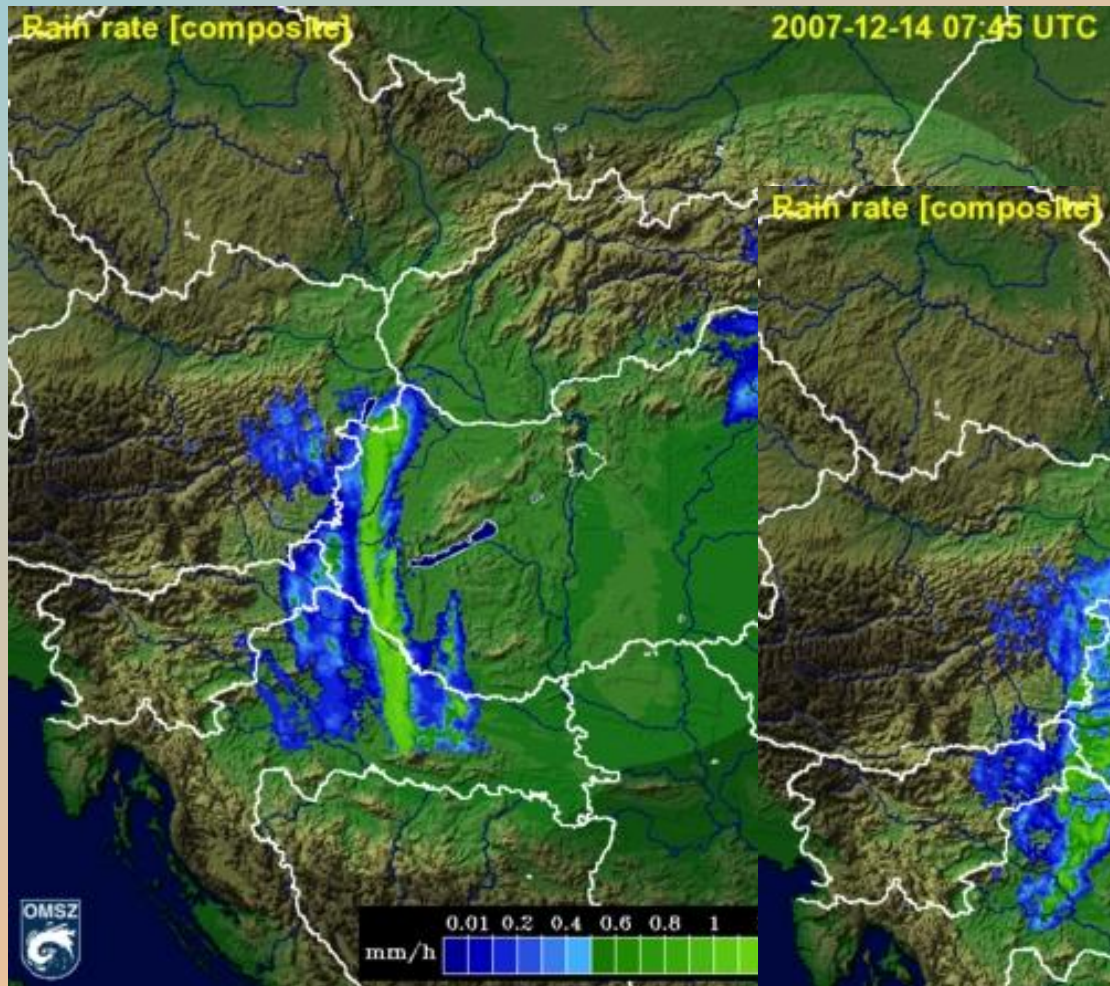 Rain rate [composite] 2007-12-14 07:45 UTC
Rain rate [composite]
OMSZ
0.01 0.2 0.4 0.6 0.8 1
mm/h